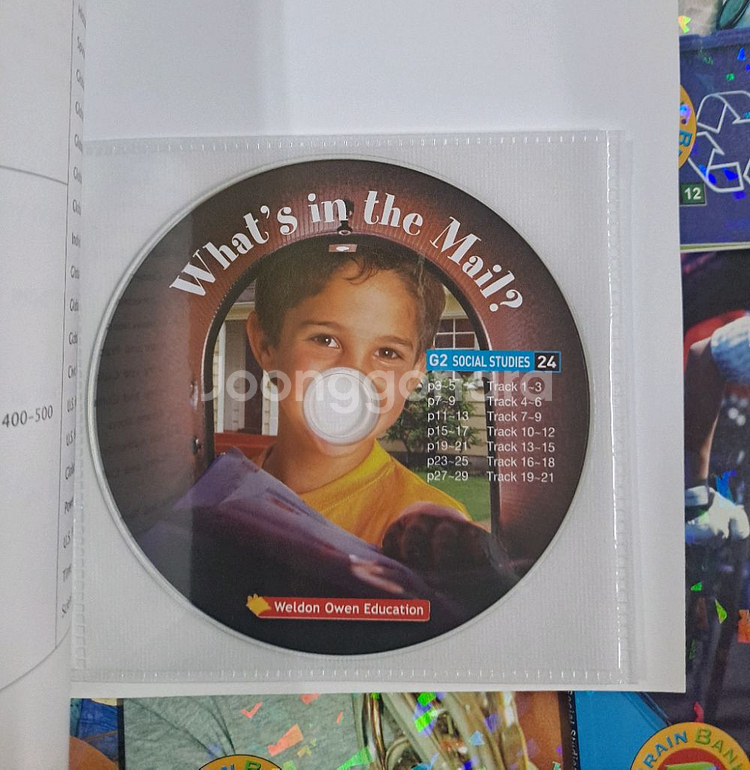 What's in the Mail?
G2 SOCIAL STUDIES 24
p3~5 Track 1~3
p7~9 Track 4~6
p11~13 Track 7~9
p15~17 Track 10~12
p19~21 Track 13~15
p23~25 Track 16~18
p27~29 Track 19~21
Weldon Owen Education
400-500
12
Joonggonara